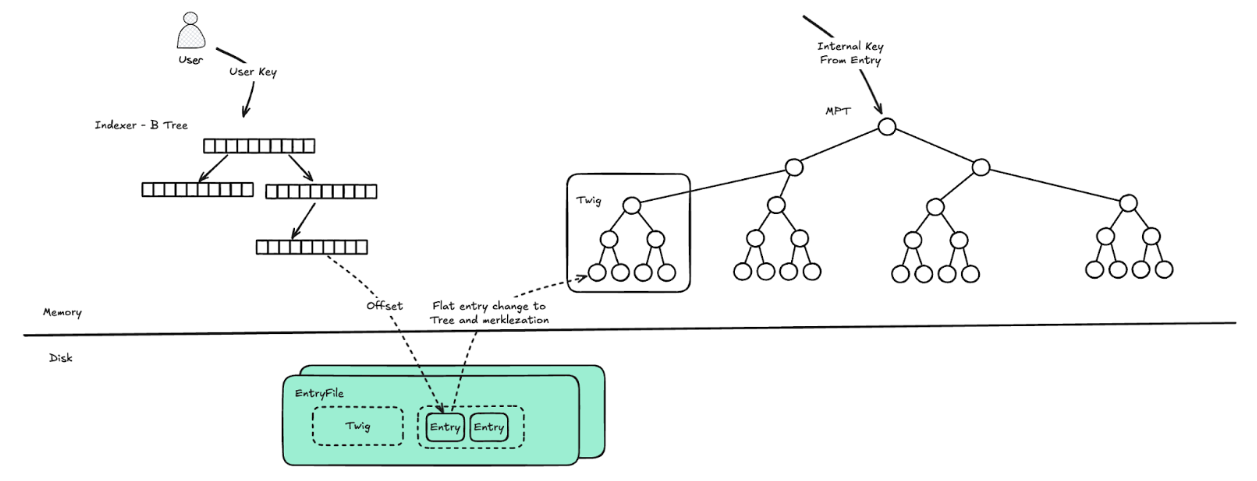 User
User Key
Internal Key
From Entry
MPT
Indexer - B Tree
Twig
Offset
Flat entry change to
Tree and merklezation
Memory
Disk
EntryFile
Twig
Entry
Entry